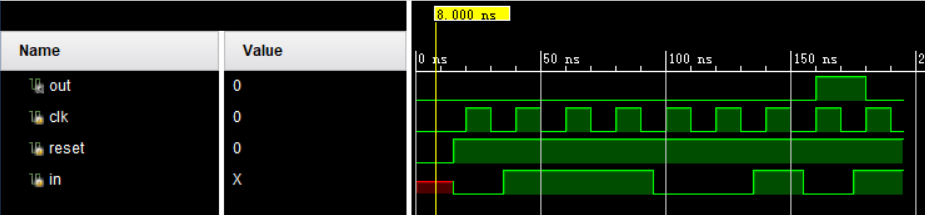 8.000 ns
Name Value
0 ns 50 ns 100 ns 150 ns 2
out 0
clk 0
reset 0
in X